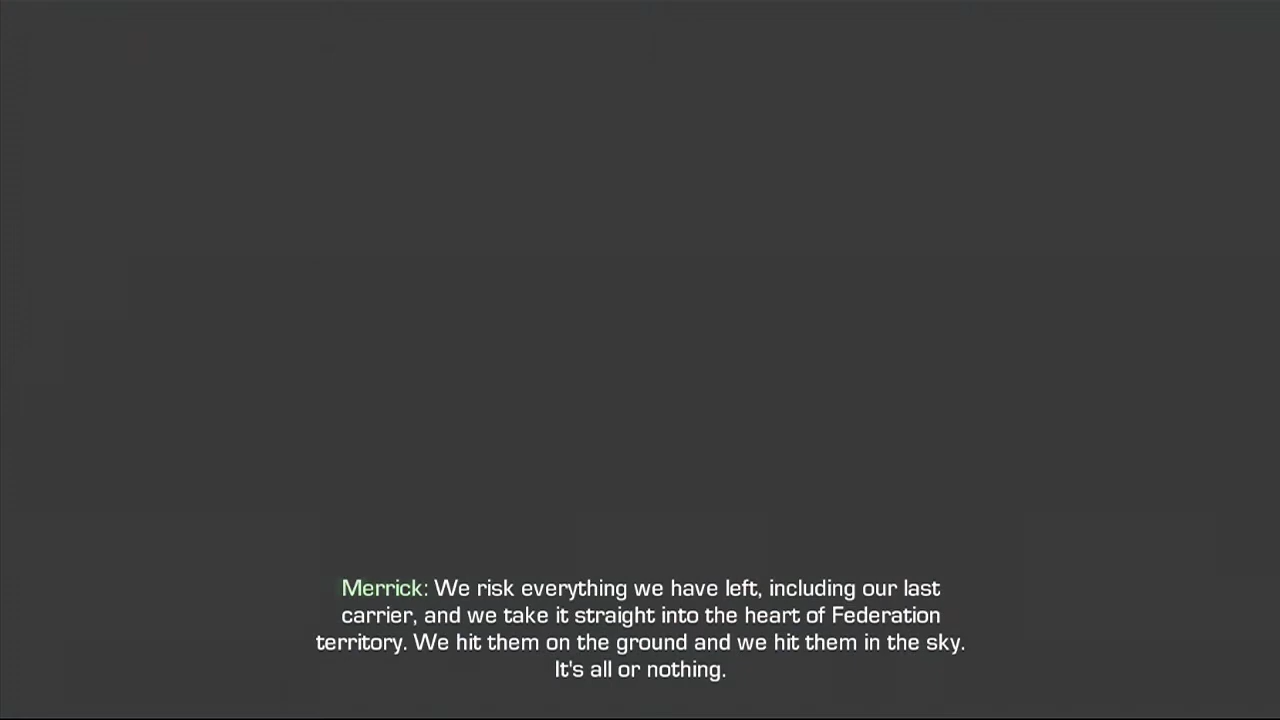 Merrick: We risk everything we have left, including our last
carrier, and we take it straight into the heart of Federation
territory. We hit them on the ground and we hit them in the sky.
It's all or nothing.